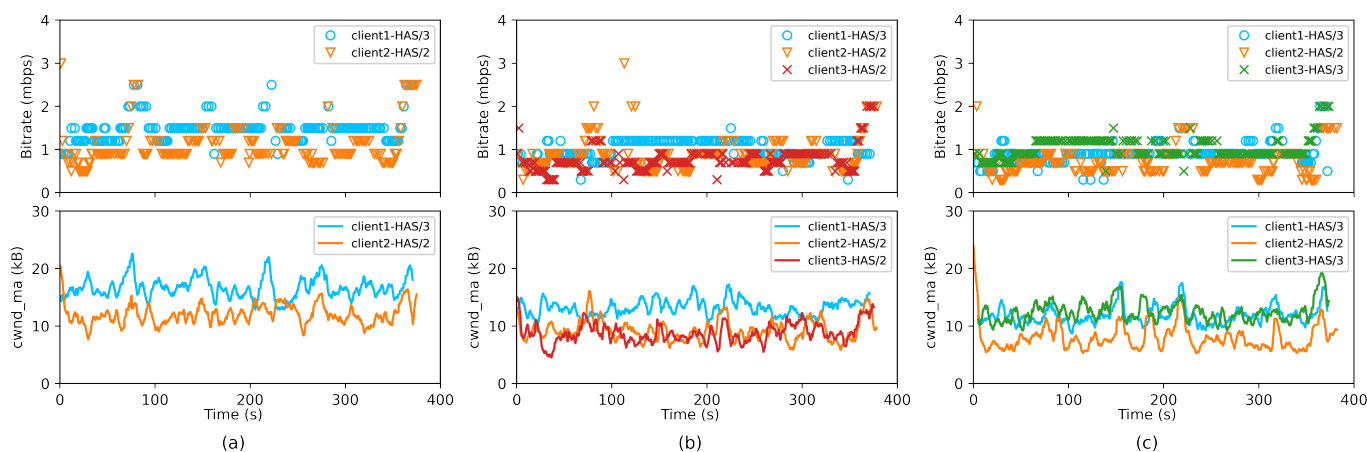 4
3
2
1
0
Bitrate (mbps)
client1-HAS/3
client2-HAS/2
30
20
10
0
cwnd_ma (kB)
client1-HAS/3
client2-HAS/2
0
100
200
300
400
Time (s)
(a)
4
3
2
1
0
Bitrate (mbps)
client1-HAS/3
client2-HAS/2
client3-HAS/2
30
20
10
0
cwnd_ma (kB)
client1-HAS/3
client2-HAS/2
client3-HAS/2
0
100
200
300
400
Time (s)
(b)
4
3
2
1
0
Bitrate (mbps)
client1-HAS/3
client2-HAS/2
client3-HAS/3
30
20
10
0
cwnd_ma (kB)
client1-HAS/3
client2-HAS/2
client3-HAS/3
0
100
200
300
400
Time (s)
(c)